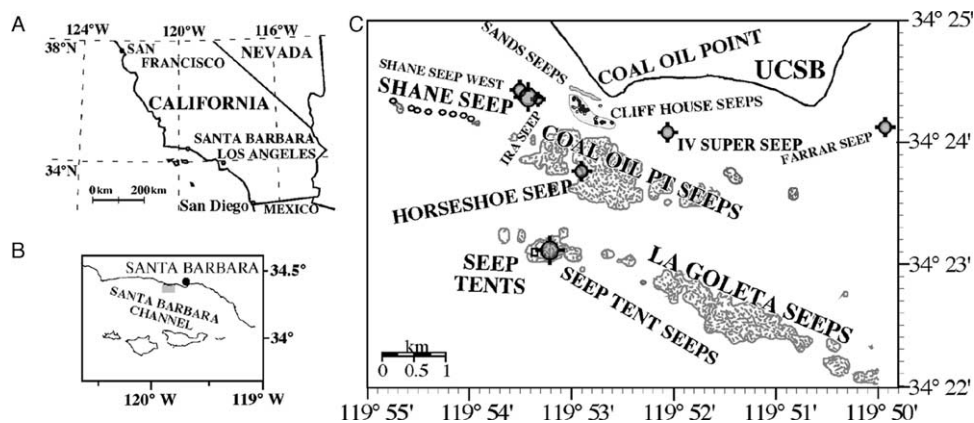 A
124°W
120°W
116°W
38°N
SAN
FRANCISCO
NEVADA
CALIFORNIA
SANTA BARBARA
LOS ANGELES
34°N
0 km
200 km
San Diego
MEXICO
B
SANTA BARBARA
SANTA BARBARA
CHANNEL
34.5°
34°
120°W
119°W
C
34° 25'
34° 24'
34° 23'
34° 22'
SANDS SEEPS
COAL OIL POINT
UCSB
SHANE SEEP WEST
SHANE SEEP
CLIFF HOUSE SEEPS
IRA SEEP
IV SUPER SEEP
FARRAR SEEP
COAL OIL PT SEEPS
HORSESHOE SEEP
SEEP
TENTS
SEEP TENT SEEPS
LA GOLETA SEEPS
km
0 0.5 1
119° 55' 119° 54' 119° 53' 119° 52' 119° 51' 119° 50'